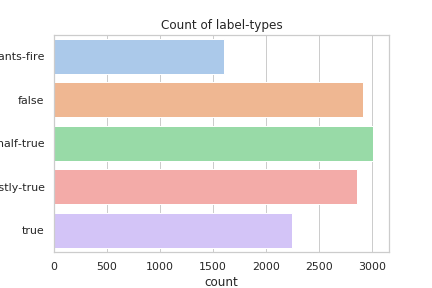 Count of label-types
ants-fire
false
half-true
stly-true
true
0 500 1000 1500 2000 2500 3000
count